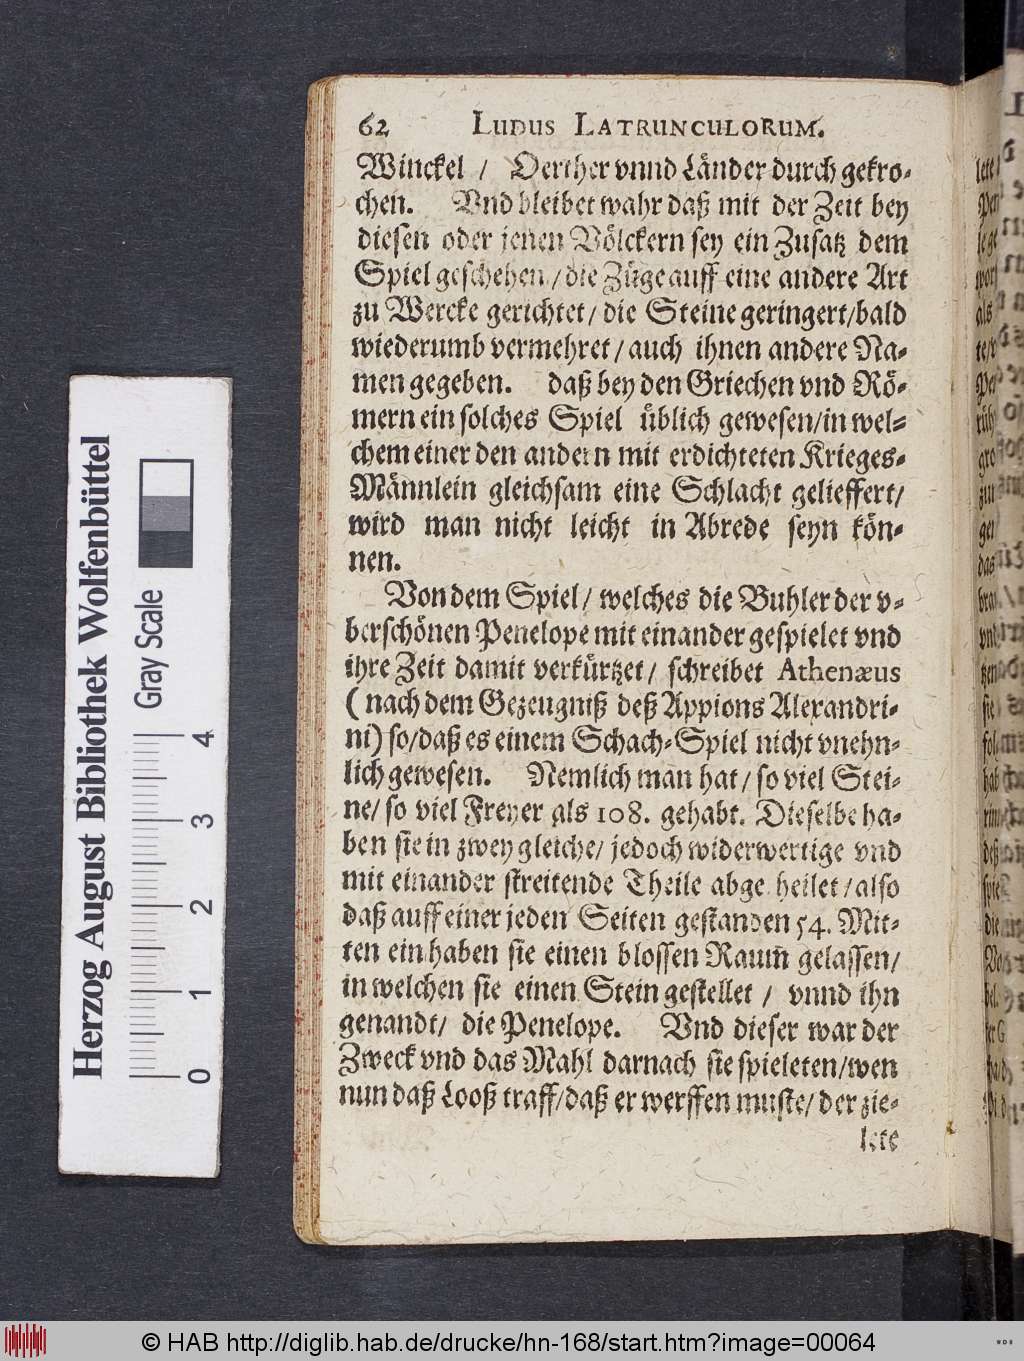 62 LUDUS LATRUNCULORUM.
Winckel / Oerther vnnd Länder durch gekro-
chen. Vnd bleibet wahr daß mit der Zeit bey
diesen oder jenen Völckern sey ein Zusatz dem
Spiel geschehen / die Züge auff eine andere Art
zu Wercke gerichtet / die Steine geringert / bald
wiederumb vermehret / auch ihnen andere Na-
men gegeben. daß bey den Griechen vnd Rö-
mern ein solches Spiel üblich gewesen / in wel-
chem einer den andern mit erdichteten Krieges-
Männlein gleichsam eine Schlacht gelieffert /
wird man nicht leicht in Abrede seyn kön-
nen.
Von dem Spiel / welches die Buhler der v-
berschönen Penelope mit einander gespielet vnd
ihre Zeit damit verkürtzet / schreibet Athenæus
( nach dem Gezeugniß deß Appions Alexandri-
ni) so / daß es einem Schach-Spiel nicht vnehn-
lich gewesen. Nemlich man hat / so viel Stei-
ne / so viel Freyer als 108. gehabt. Dieselbe ha-
ben sie in zwey gleiche / jedoch widerwertige vnd
mit einander streitende Theile abge heilet / also
daß auff einer jeden Seiten gestanden 54. Mit-
ten ein haben sie einen blossen Raum̄ gelassen /
in welchen sie einen Stein gestellet / vnnd ihn
genandt / die Penelope. Vnd dieser war der
Zweck vnd das Mahl darnach sie spieleten / wen
nun daß Looß traff / daß er werffen muste / der zie-
lete
Herzog August Bibliothek Wolfenbüttel
Gray Scale
0 1 2 3 4
© HAB http://diglib.hab.de/drucke/hn-168/start.htm?image=00064